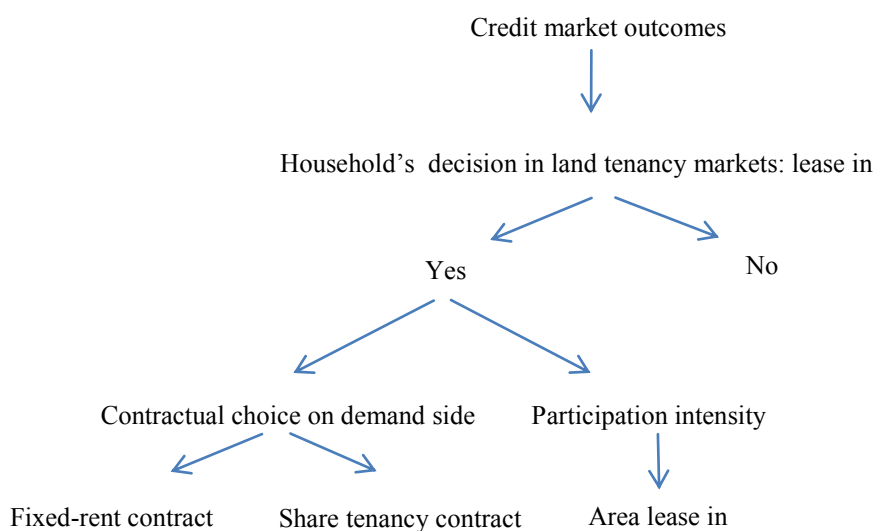 Credit market outcomes
Household’s decision in land tenancy markets: lease in
Yes
No
Contractual choice on demand side
Participation intensity
Fixed-rent contract
Share tenancy contract
Area lease in